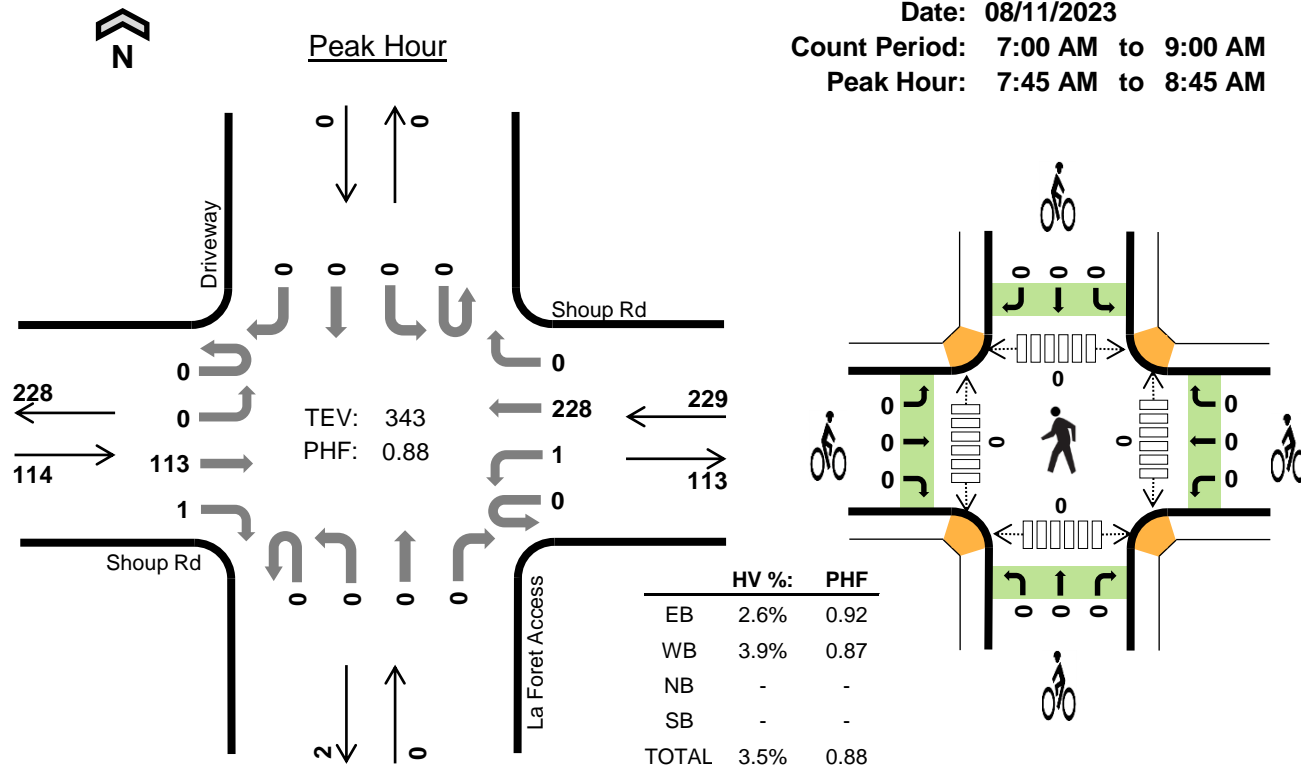 Date: 08/11/2023
Count Period: 7:00 AM to 9:00 AM
Peak Hour: 7:45 AM to 8:45 AM
N
Peak Hour
0 0
Driveway
0 0 0 0
Shoup Rd
0
0
0
228
113
1
228
114
TEV: 343
PHF: 0.88
0
228
1
0
229
113
Shoup Rd
0 0 0 0
La Foret Access
2 0
HV %: PHF
EB 2.6% 0.92
WB 3.9% 0.87
NB - -
SB - -
TOTAL 3.5% 0.88
0 0 0
0
0 0
0 0 0 0
0 0
0
0 0 0